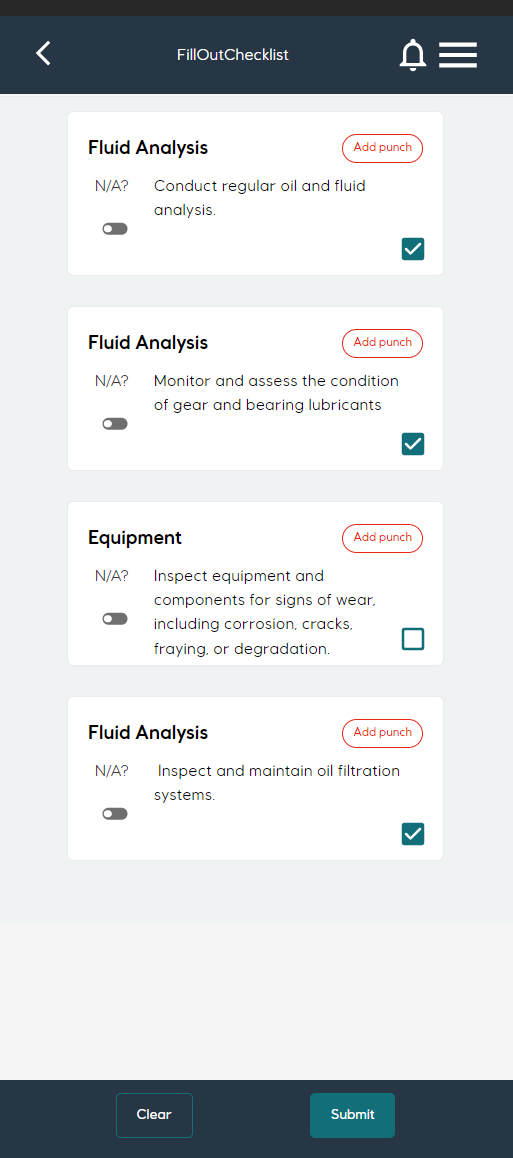 FillOutChecklist
Fluid Analysis
Add punch
N/A?
Conduct regular oil and fluid
analysis.
Fluid Analysis
Add punch
N/A?
Monitor and assess the condition
of gear and bearing lubricants
Equipment
Add punch
N/A?
Inspect equipment and
components for signs of wear,
including corrosion, cracks,
fraying, or degradation.
Fluid Analysis
Add punch
N/A?
Inspect and maintain oil filtration
systems.
Clear
Submit